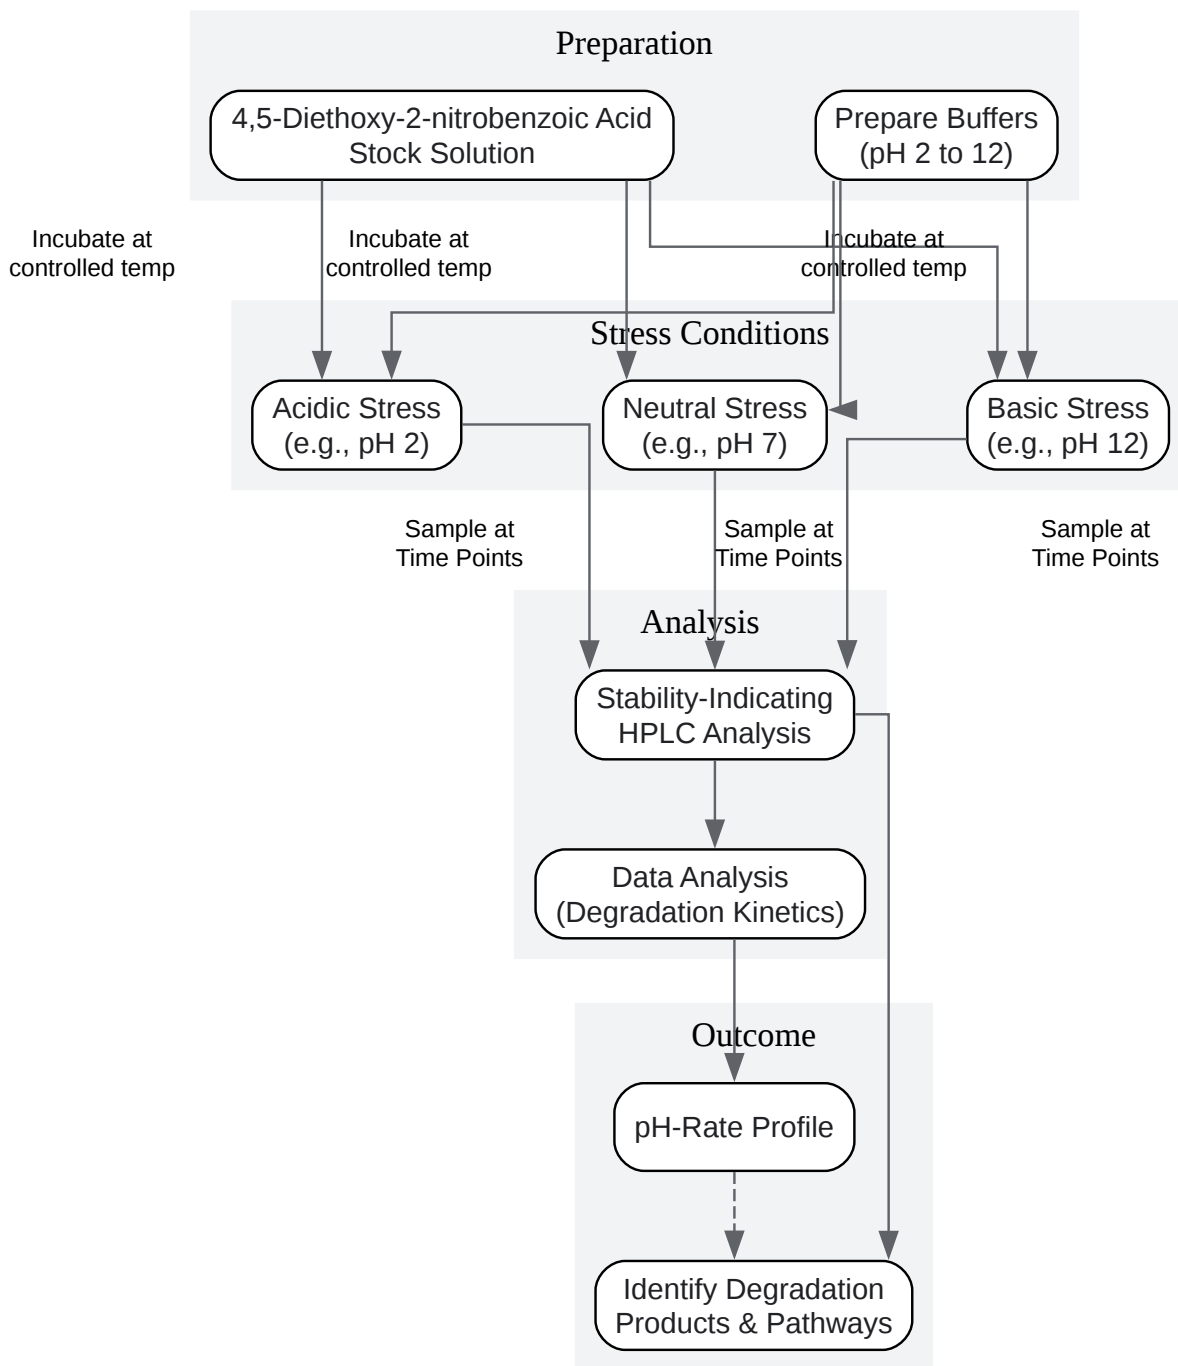 Preparation
4,5-Diethoxy-2-nitrobenzoic Acid
Stock Solution
Prepare Buffers
(pH 2 to 12)
Incubate at
controlled temp
Incubate at
controlled temp
Incubate at
controlled temp
Stress Conditions
Acidic Stress
(e.g., pH 2)
Neutral Stress
(e.g., pH 7)
Basic Stress
(e.g., pH 12)
Sample at
Time Points
Sample at
Time Points
Sample at
Time Points
Analysis
Stability-Indicating
HPLC Analysis
Data Analysis
(Degradation Kinetics)
Outcome
pH-Rate Profile
Identify Degradation
Products & Pathways